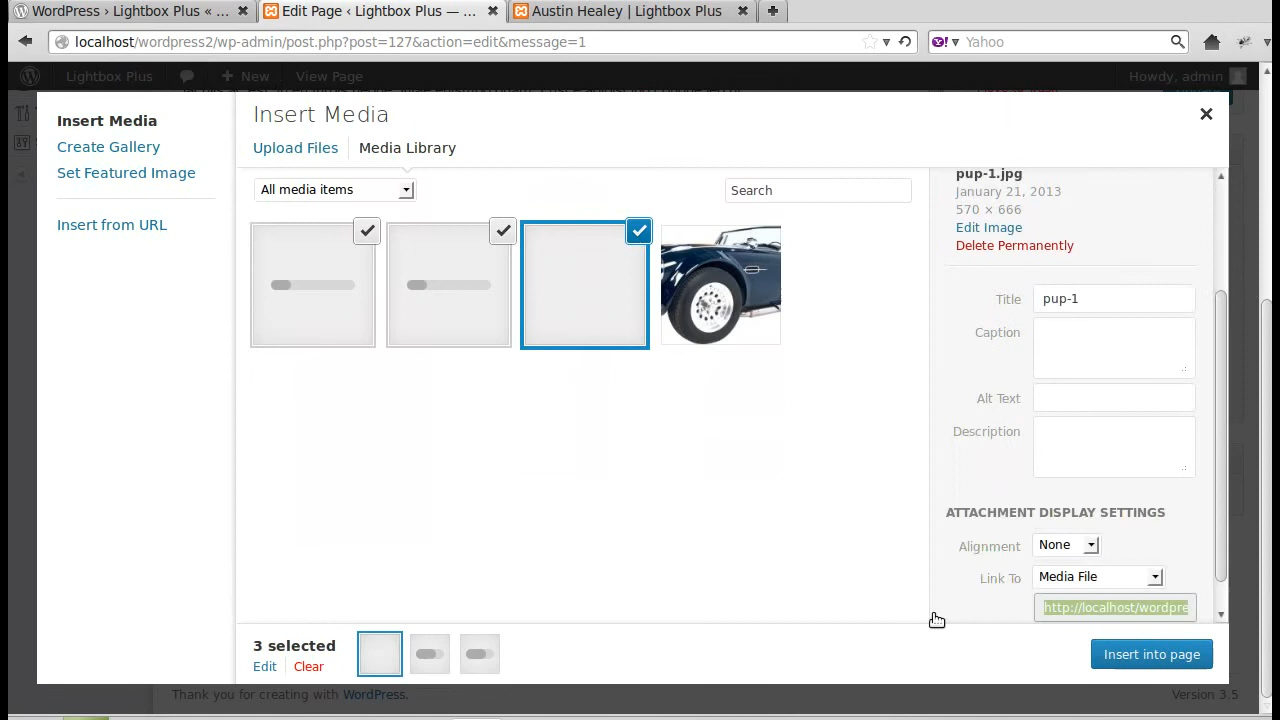 WordPress › Lightbox Plus « ...
Edit Page ‹ Lightbox Plus — ...
Austin Healey | Lightbox Plus
localhost/wordpress2/wp-admin/post.php?post=127&action=edit&message=1
Yahoo
Lightbox Plus
New
View Page
Howdy, admin
Insert Media
Create Gallery
Set Featured Image
Insert from URL
Insert Media
Upload Files
Media Library
All media items
Search
pup-1.jpg
January 21, 2013
570 × 666
Edit Image
Delete Permanently
Title
pup-1
Caption
Alt Text
Description
ATTACHMENT DISPLAY SETTINGS
Alignment
None
Link To
Media File
http://localhost/wordpre
3 selected
Edit
Clear
Insert into page
Thank you for creating with WordPress.
Version 3.5